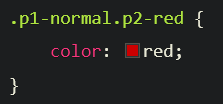 .p1-normal.p2-red {
    color: red;
}